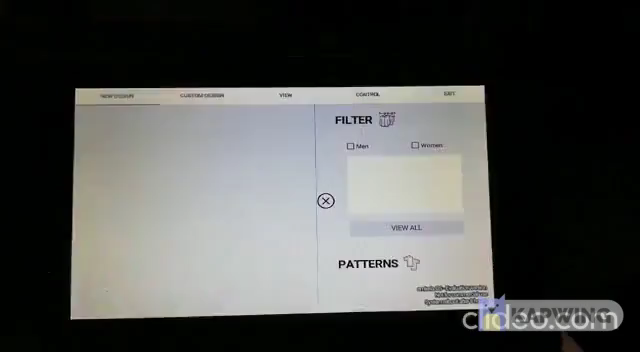 NEW DESIGN CUSTOM DESIGN VIEW CONTROL EXIT
FILTER
Men Women
VIEW ALL
PATTERNS
KAPWING
clideo.com